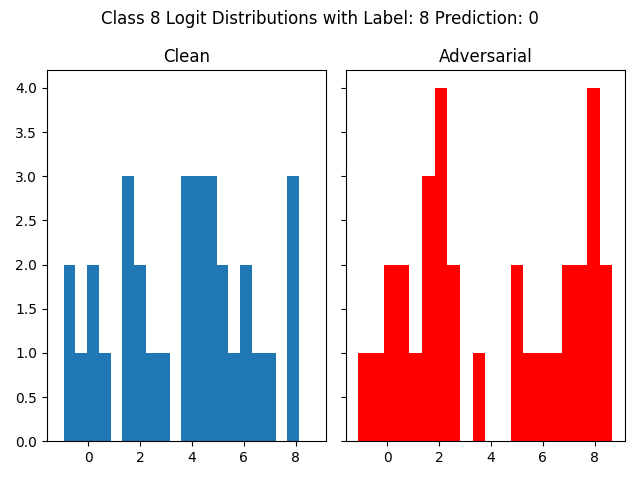 Class 8 Logit Distributions with Label: 8 Prediction: 0
Clean
Adversarial
4.0
3.5
3.0
2.5
2.0
1.5
1.0
0.5
0.0
0 2 4 6 8
0 2 4 6 8